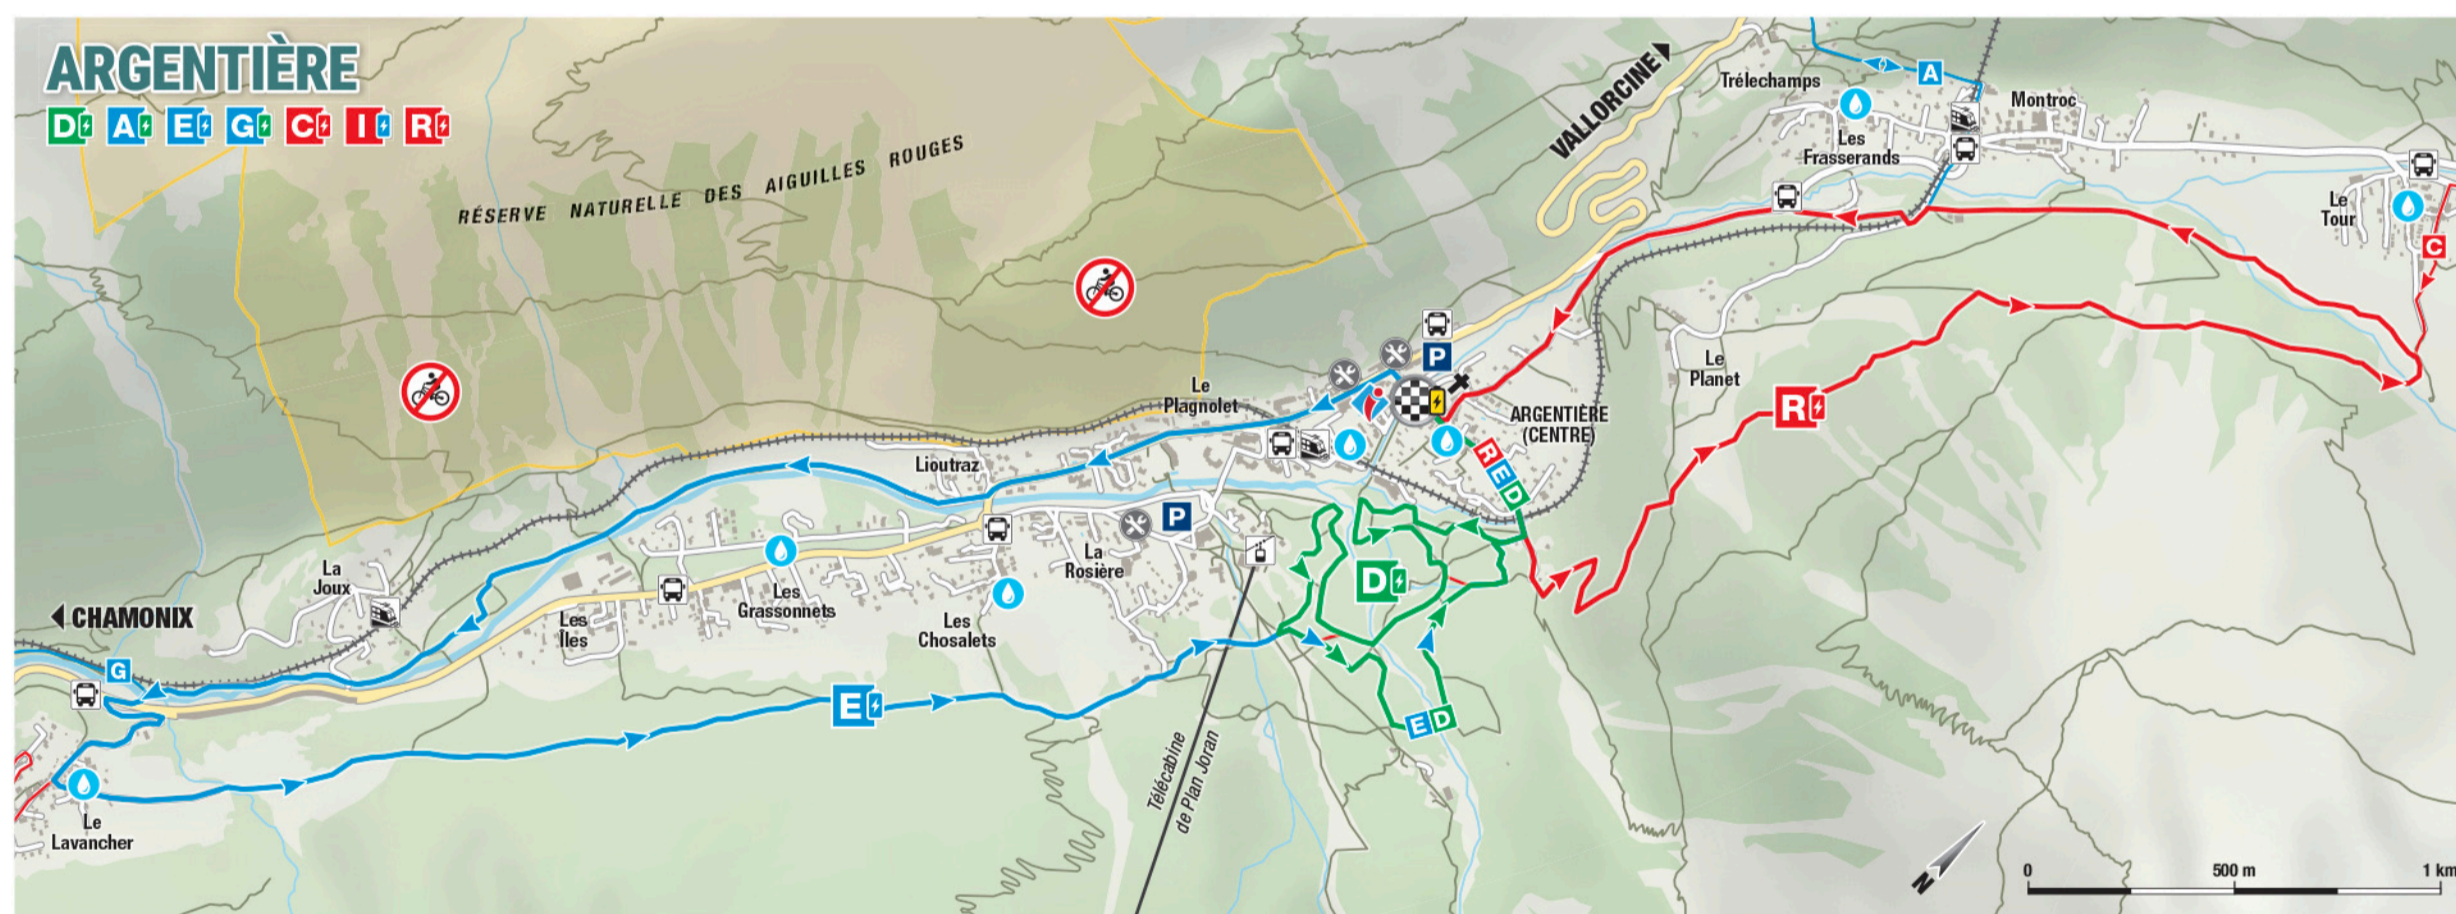 ARGENTIÈRE
D A E G C I R
RÉSERVE NATURELLE DES AIGUILLES ROUGES
VALLORCINE
Trélechamps
A
Montroc
Les
Frasserands
Le
Tour
C
Le
Planet
R
P
Le
Plagnolet
ARGENTIÈRE
(CENTRE)
R E D
Lioutraz
P
La
Rosière
D
La
Joux
Les
Grassonnets
Les
Îles
Les
Chosalets
CHAMONIX
G
E
E D
Télécabine
de Plan Joran
Le
Lavancher
N
0 500 m 1 km